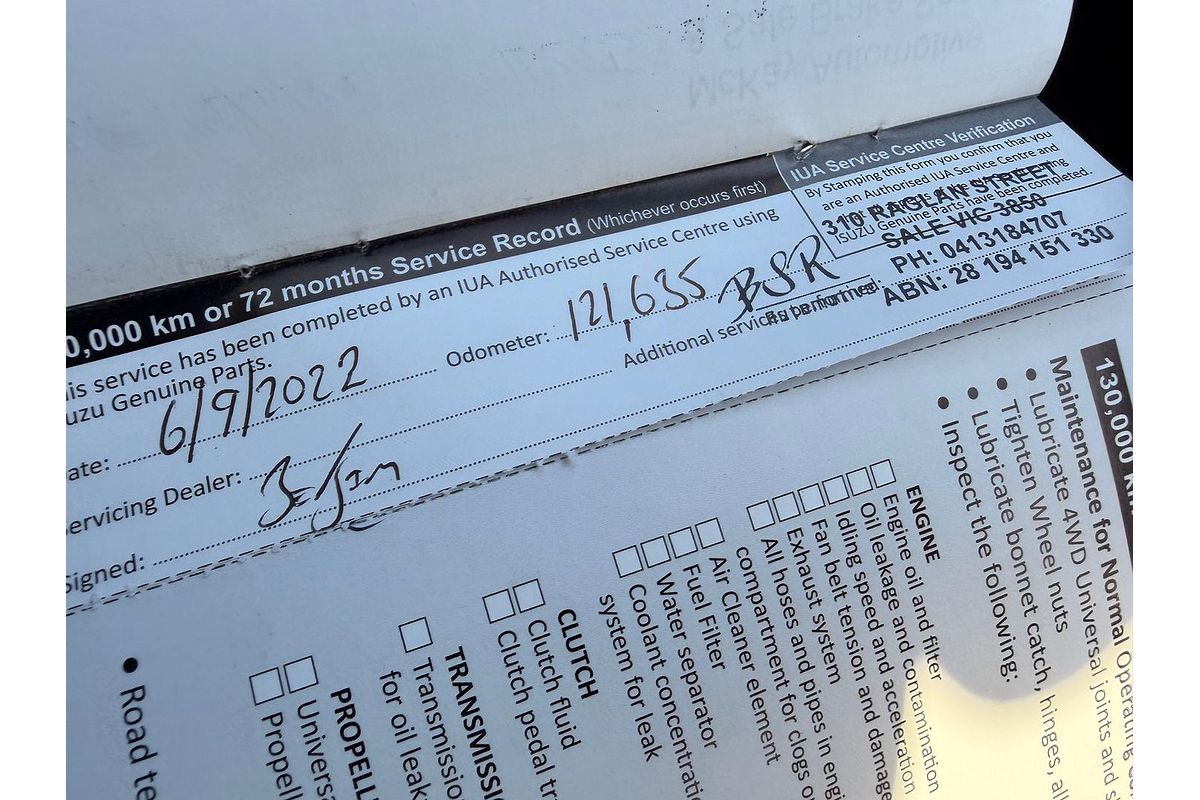 & Sale Brake
McKay Automotive
0,000 km or 72 months Service Record (Whichever occurs first)
is service has been completed by an IUA Authorised Service Centre using
uzu Genuine Parts.
ate: 6/9/2022 Odometer: 121,635
ervicing Dealer: Additional services performed
Signed:
IUA Service Centre Verification
By Stamping this form you confirm that you
are an Authorised IUA Service Centre and
Isuzu Genuine Parts have been completed.
BSR
Automotive
310 RAGLAN STREET
SALE VIC 3850
PH: 0413184707
ABN: 28 194 151 330
130,000
Maintenance for Normal Operating
• Lubricate 4WD Universal joints and
• Tighten Wheel nuts
• Lubricate bonnet catch, hinges, all
• Inspect the following:
ENGINE
Engine oil and filter
Oil leakage and contamination
Idling speed and acceleration
Fan belt tension and damage
Exhaust system
All hoses and pipes in engi
compartment for clogs o
Air Cleaner element
Fuel Filter
Water separator
Coolant concentratio
system for leak
CLUTCH
Clutch fluid
Clutch pedal tr
TRANSMISSI
Transmissio
for oil leak
PROPELL
Universa
Propell
• Road te